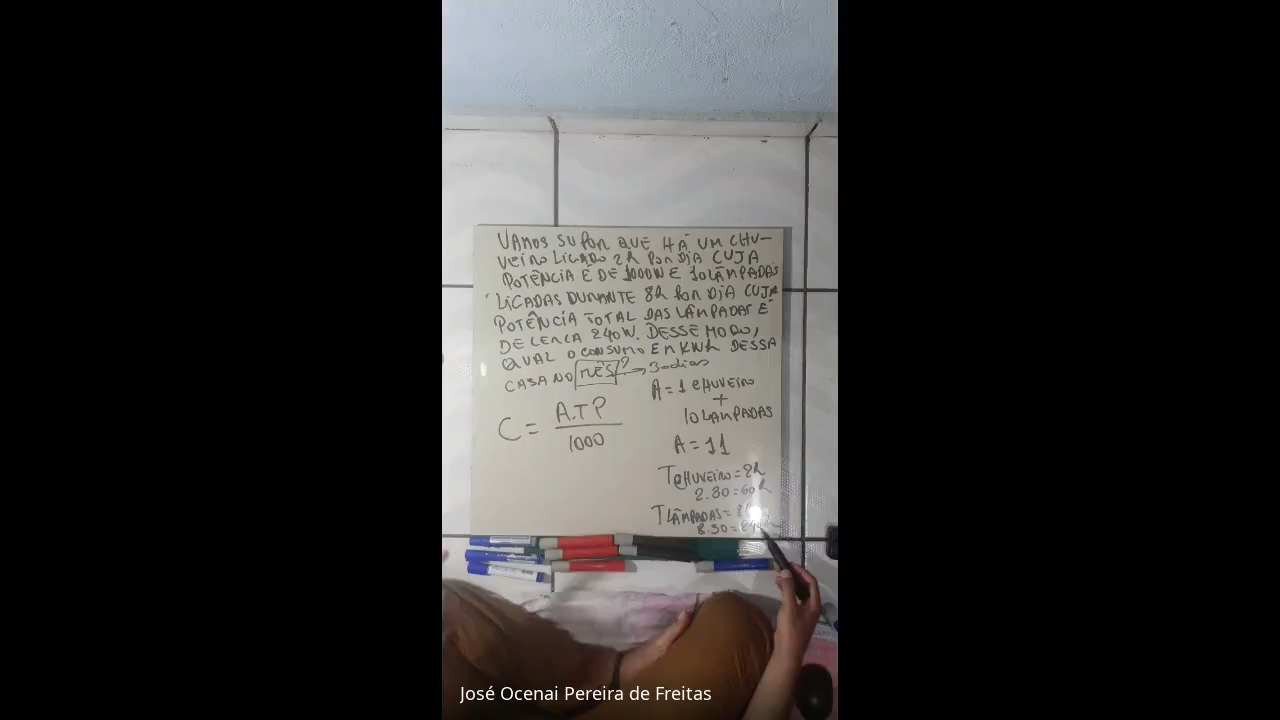 VAMOS SUPOR QUE HÁ UM CHU-
VEIRO LIGADO 2h POR DIA CUJA
POTÊNCIA É DE 1000W E 10 LÂMPADAS
LIGADAS DURANTE 8h POR DIA CUJA
POTÊNCIA TOTAL DAS LÂMPADAS É
DE CERCA 240W. DESSE MODO,
QUAL O CONSUMO EM KWh DESSA
CASA NO MÊS? → 30 dias
A = 1 CHUVEIRO
+
10 LAMPADAS
C = A.T P
1000
A = 11
T CHUVEIRO = 2h
2.30 = 60h
T LÂMPADAS =
8.30 =
José Ocenai Pereira de Freitas